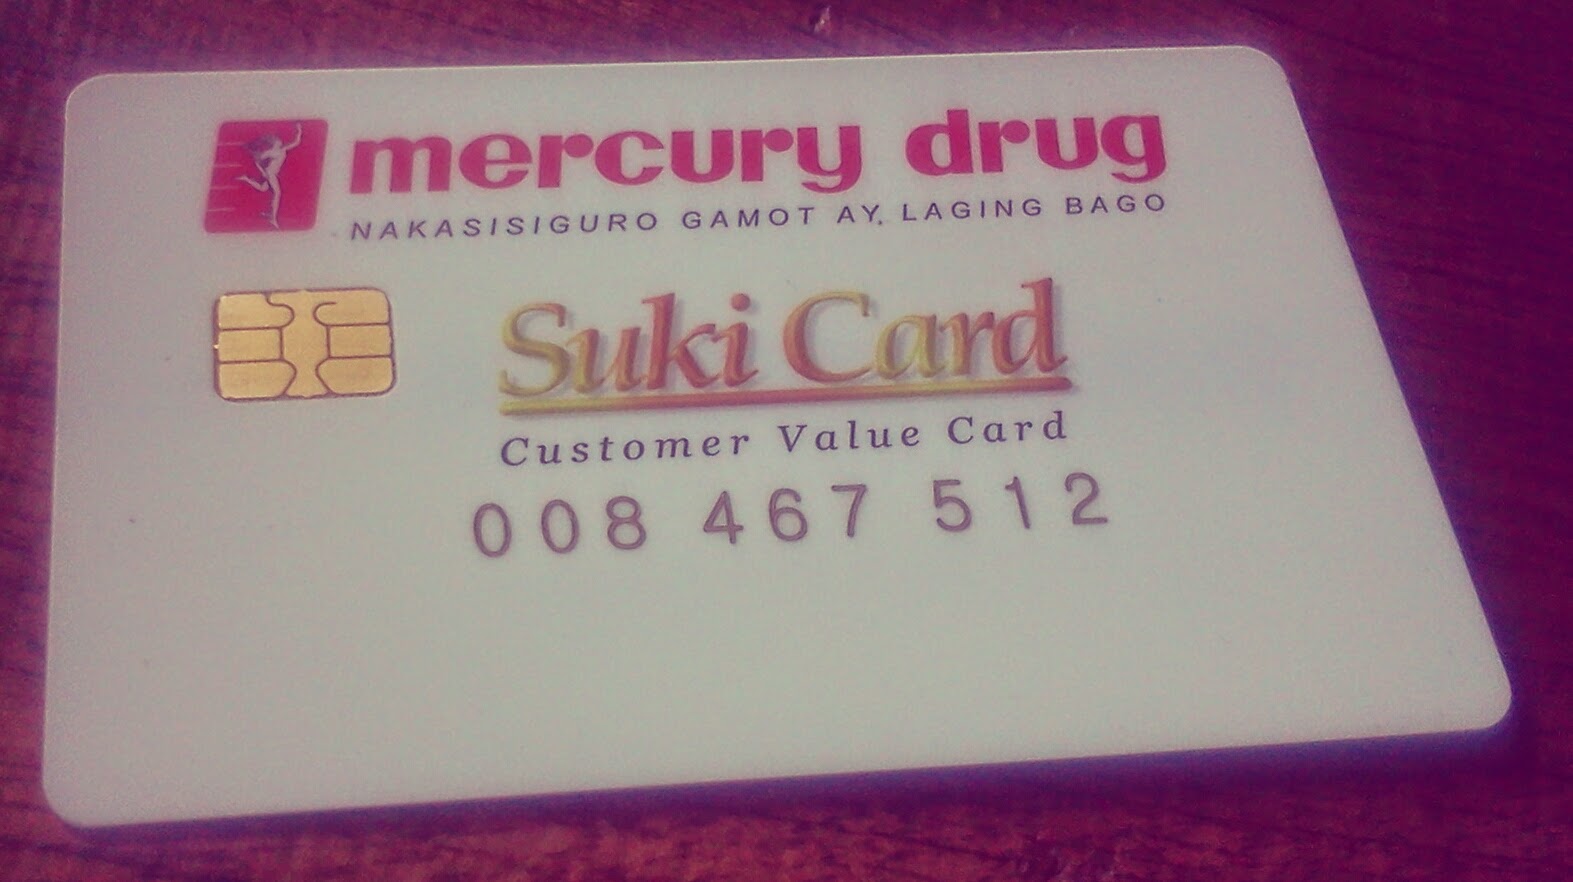 mercury drug
NAKASISIGURO GAMOT AY, LAGING BAGO
Suki Card
Customer Value Card
008 467 512